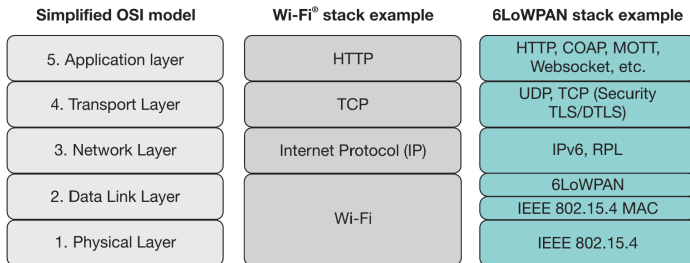 Simplified OSI model
Wi-Fi® stack example
6LoWPAN stack example
5. Application layer
HTTP
HTTP, COAP, MOTT,
Websocket, etc.
4. Transport Layer
TCP
UDP, TCP (Security
TLS/DTLS)
3. Network Layer
Internet Protocol (IP)
IPv6, RPL
2. Data Link Layer
Wi-Fi
6LoWPAN
IEEE 802.15.4 MAC
1. Physical Layer
IEEE 802.15.4